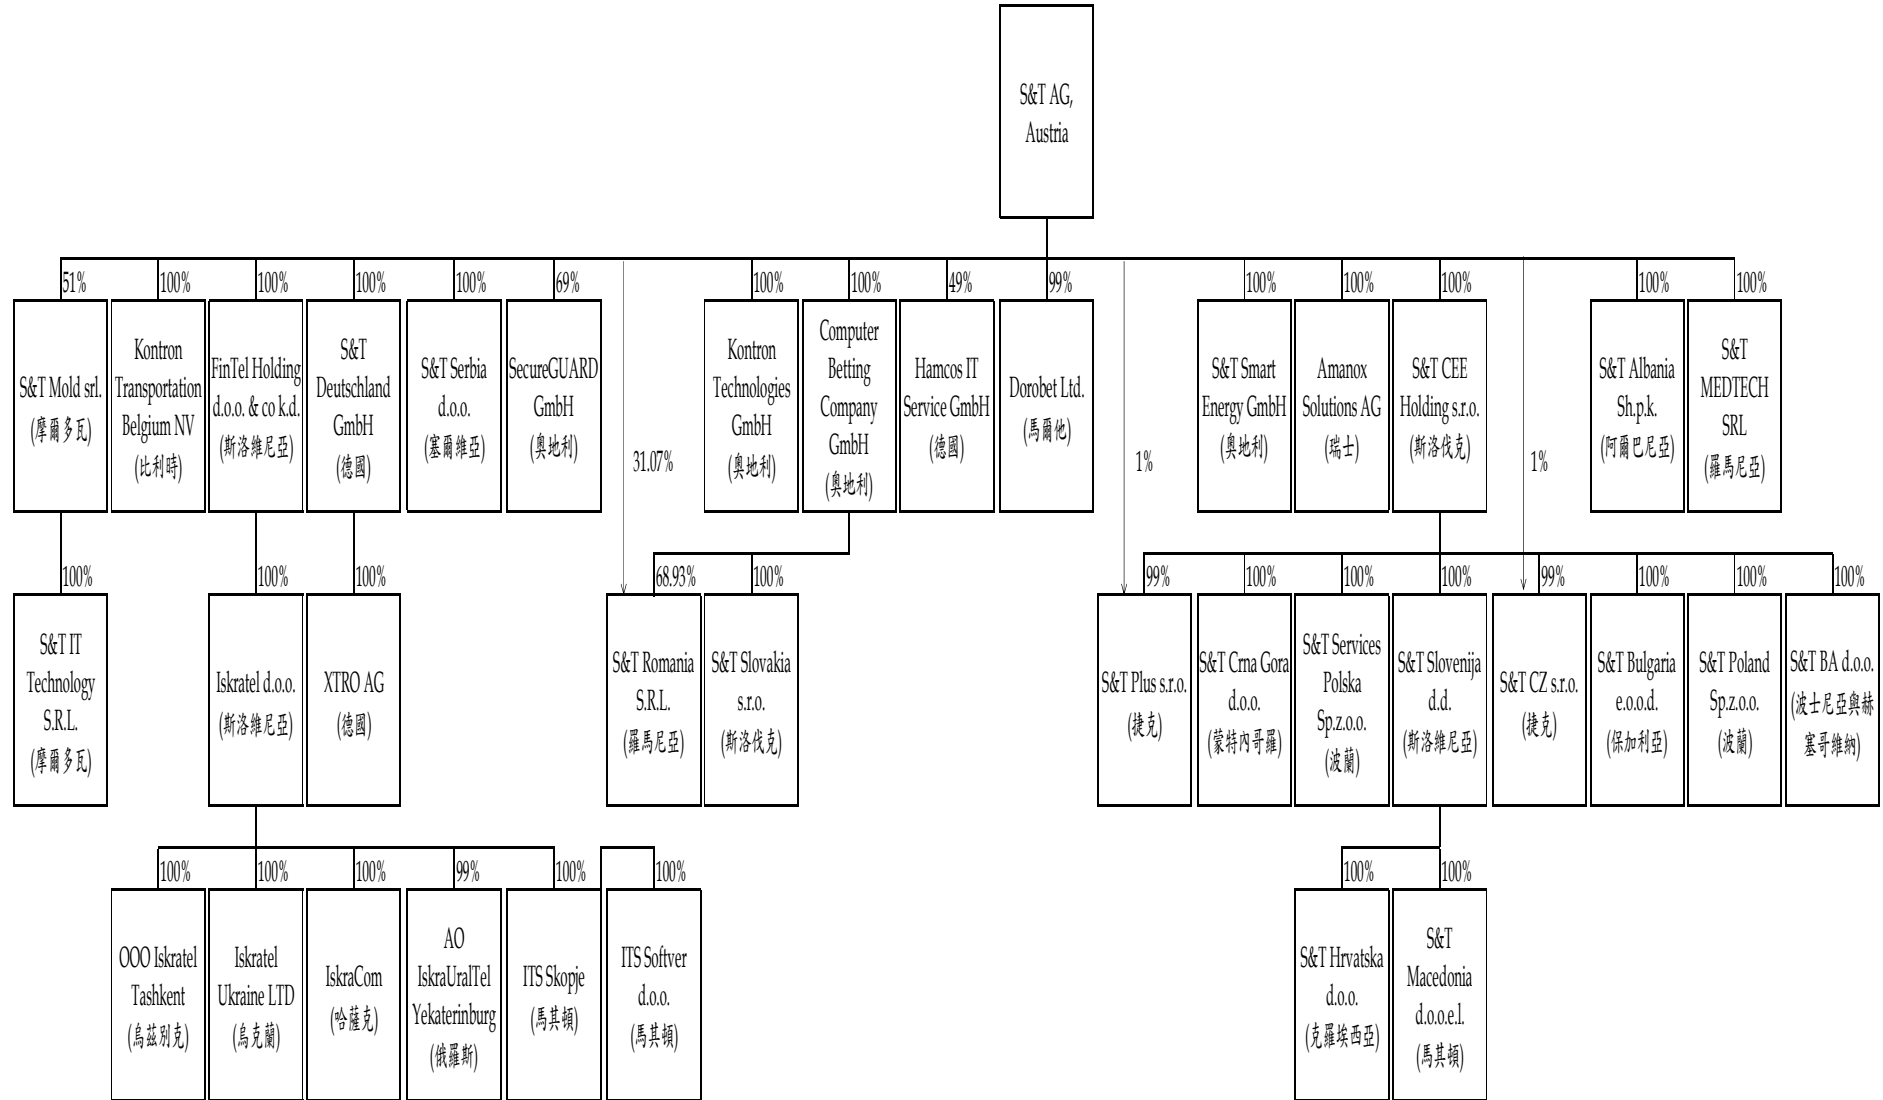 S&T AG,
Austria
51%
100%
100%
100%
100%
69%
100%
100%
49%
99%
100%
100%
100%
100%
100%
S&T Mold srl.
(摩爾多瓦)
Kontron
Transportation
Belgium NV
(比利時)
FinTel Holding
d.o.o. & co k.d.
(斯洛維尼亞)
S&T
Deutschland
GmbH
(德國)
S&T Serbia
d.o.o.
(塞爾維亞)
SecureGUARD
GmbH
(奧地利)
31.07%
Kontron
Technologies
GmbH
(奧地利)
Computer
Betting
Company
GmbH
(奧地利)
Hamcos IT
Service GmbH
(德國)
Dorobet Ltd.
(馬爾他)
1%
S&T Smart
Energy GmbH
(奧地利)
Amanox
Solutions AG
(瑞士)
S&T CEE
Holding s.r.o.
(斯洛伐克)
1%
S&T Albania
Sh.p.k.
(阿爾巴尼亞)
S&T
MEDTECH
SRL
(羅馬尼亞)
100%
100%
100%
68.93%
100%
99%
100%
100%
100%
99%
100%
100%
100%
S&T IT
Technology
S.R.L.
(摩爾多瓦)
Iskratel d.o.o.
(斯洛維尼亞)
XTRO AG
(德國)
S&T Romania
S.R.L.
(羅馬尼亞)
S&T Slovakia
s.r.o.
(斯洛伐克)
S&T Plus s.r.o.
(捷克)
S&T Crna Gora
d.o.o.
(蒙特內哥羅)
S&T Services
Polska
Sp.z.o.o.
(波蘭)
S&T Slovenija
d.d.
(斯洛維尼亞)
S&T CZ s.r.o.
(捷克)
S&T Bulgaria
e.o.o.d.
(保加利亞)
S&T Poland
Sp.z.o.o.
(波蘭)
S&T BA d.o.o.
(波士尼亞與赫
塞哥維納)
100%
100%
100%
99%
100%
100%
100%
100%
OOO Iskratel
Tashkent
(烏茲別克)
Iskratel
Ukraine LTD
(烏克蘭)
IskraCom
(哈薩克)
AO
IskraUralTel
Yekaterinburg
(俄羅斯)
ITS Skopje
(馬其頓)
ITS Softver
d.o.o.
(馬其頓)
S&T Hrvatska
d.o.o.
(克羅埃西亞)
S&T
Macedonia
d.o.o.e.l.
(馬其頓)